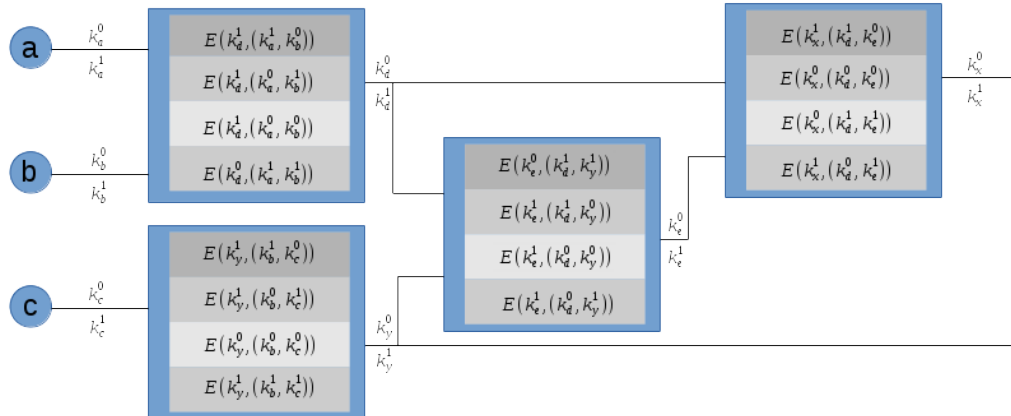 a
k_a^0
k_a^1
b
k_b^0
k_b^1
c
k_c^0
k_c^1
E(k_d^1,(k_a^1,k_b^0))
E(k_d^1,(k_a^0,k_b^1))
E(k_d^1,(k_a^0,k_b^0))
E(k_d^0,(k_a^1,k_b^1))
k_d^0
k_d^1
E(k_y^1,(k_b^1,k_c^0))
E(k_y^1,(k_b^0,k_c^1))
E(k_y^0,(k_b^0,k_c^0))
E(k_y^1,(k_b^1,k_c^1))
k_y^0
k_y^1
E(k_e^0,(k_d^1,k_y^1))
E(k_e^1,(k_d^1,k_y^0))
E(k_e^1,(k_d^0,k_y^0))
E(k_e^1,(k_d^0,k_y^1))
k_e^0
k_e^1
E(k_x^1,(k_d^1,k_e^0))
E(k_x^0,(k_d^0,k_e^0))
E(k_x^0,(k_d^1,k_e^1))
E(k_x^1,(k_d^0,k_e^1))
k_x^0
k_x^1